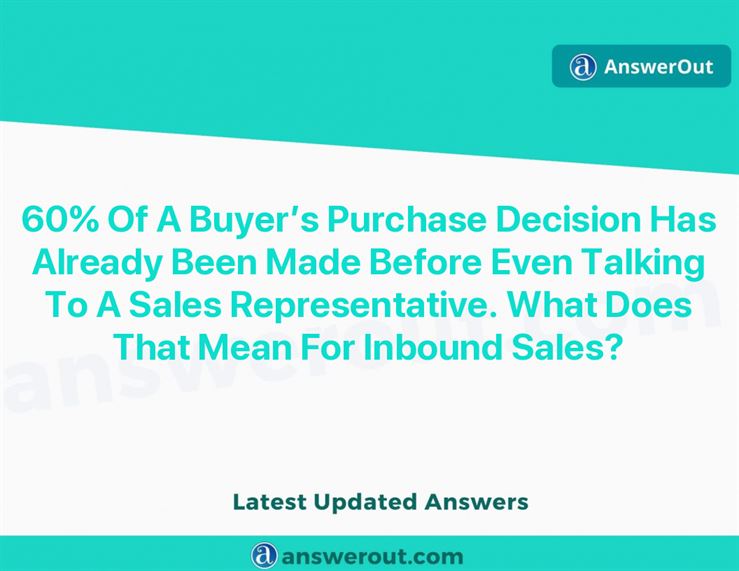 AnswerOut
60% Of A Buyer’s Purchase Decision Has
Already Been Made Before Even Talking
To A Sales Representative. What Does
That Mean For Inbound Sales?
answerout.com
Latest Updated Answers
answerout.com